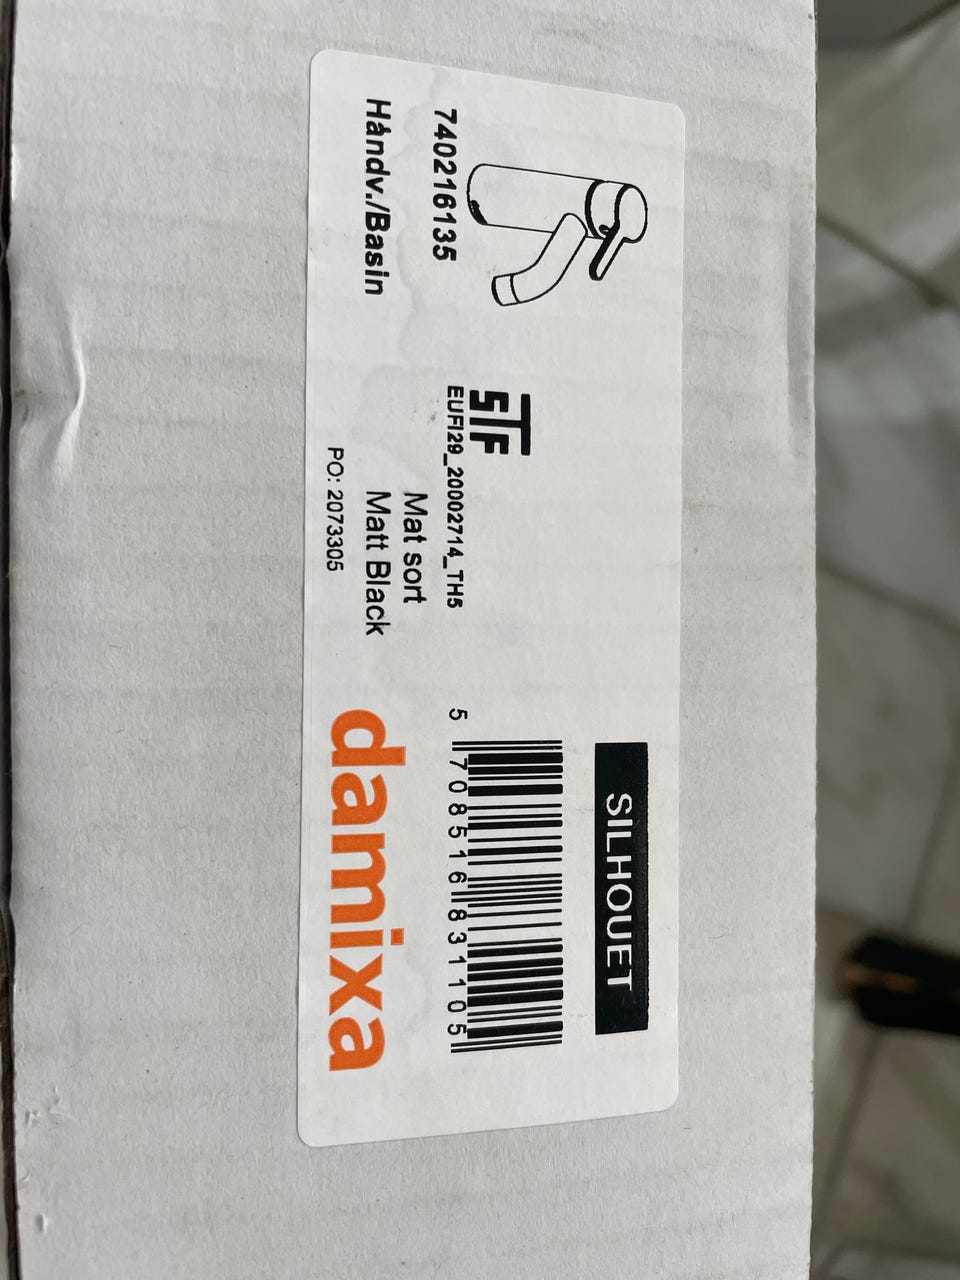 SILHOUET
STF
EUFI29_20002714_TH5
740216135
Håndv./Basin
Mat sort
Matt Black
PO: 2073305
5 708516 831105
damixa